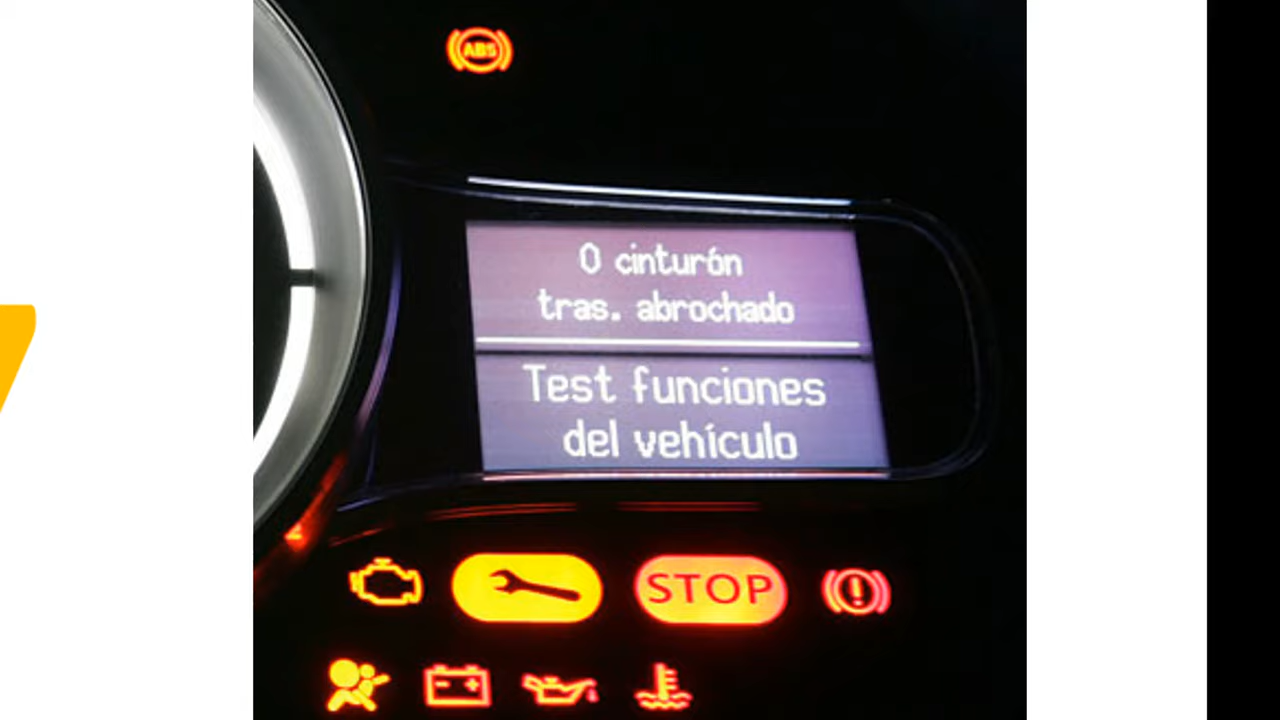 ABS
0 cinturón
tras. abrochado
Test funciones
del vehículo
STOP